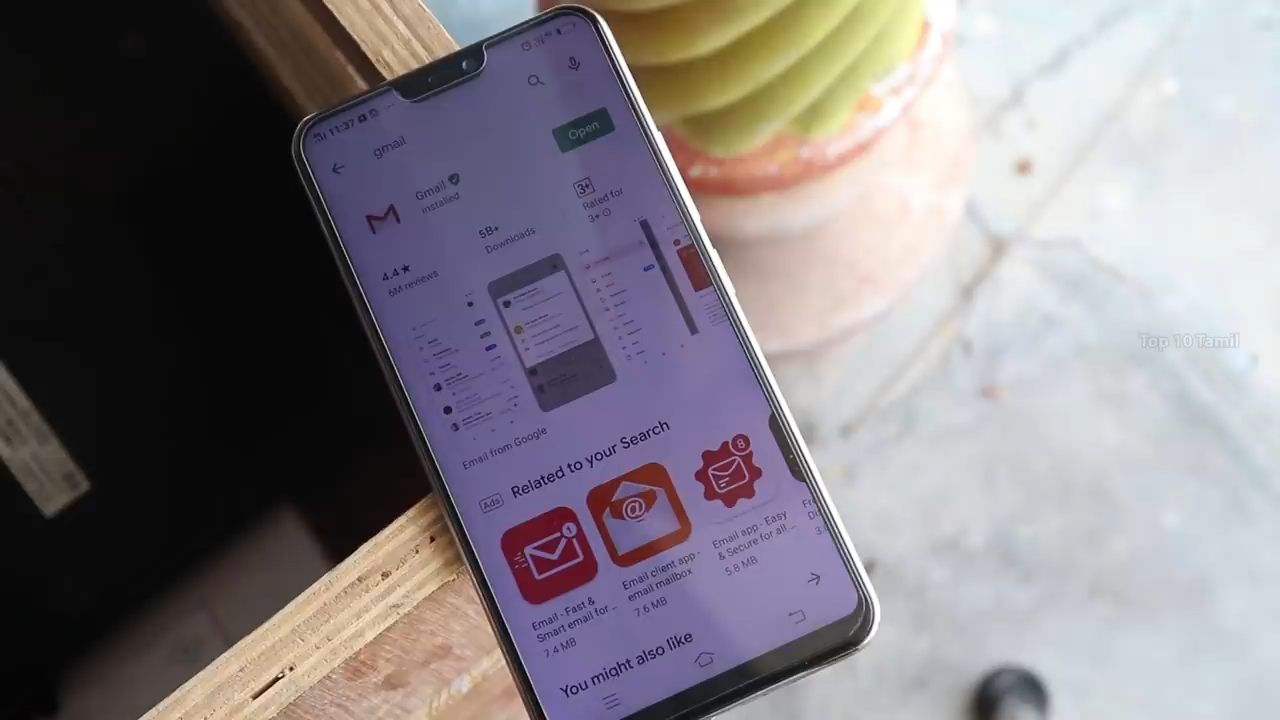 11:37
gmail
Open
Gmail
installed
4.4★
6M reviews
5B+
Downloads
3+
Rated for
3+
Email from Google
Ads
Related to your Search
Email - Fast &
Smart email for ...
7.4 MB
Email client app -
email mailbox
7.6 MB
8
Email app - Easy
& Secure for all ...
5.8 MB
You might also like
Top 10 Tamil